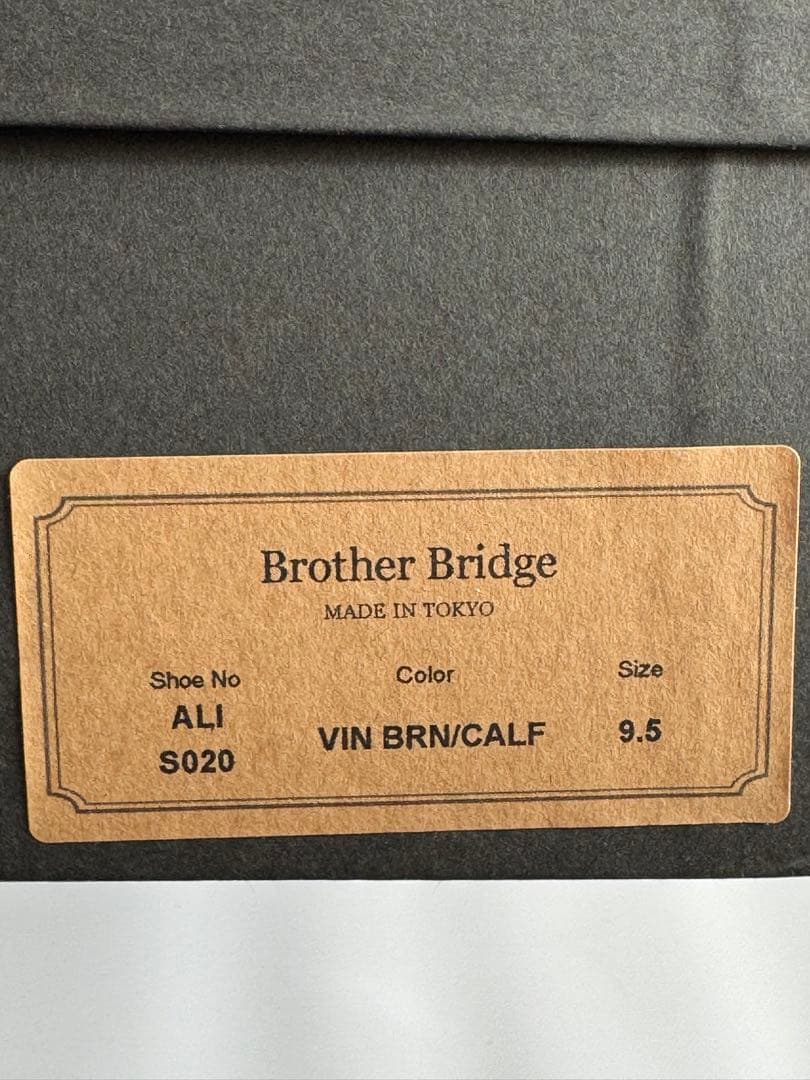 Brother Bridge
MADE IN TOKYO
Shoe No Color Size
ALI
S020 VIN BRN/CALF 9.5